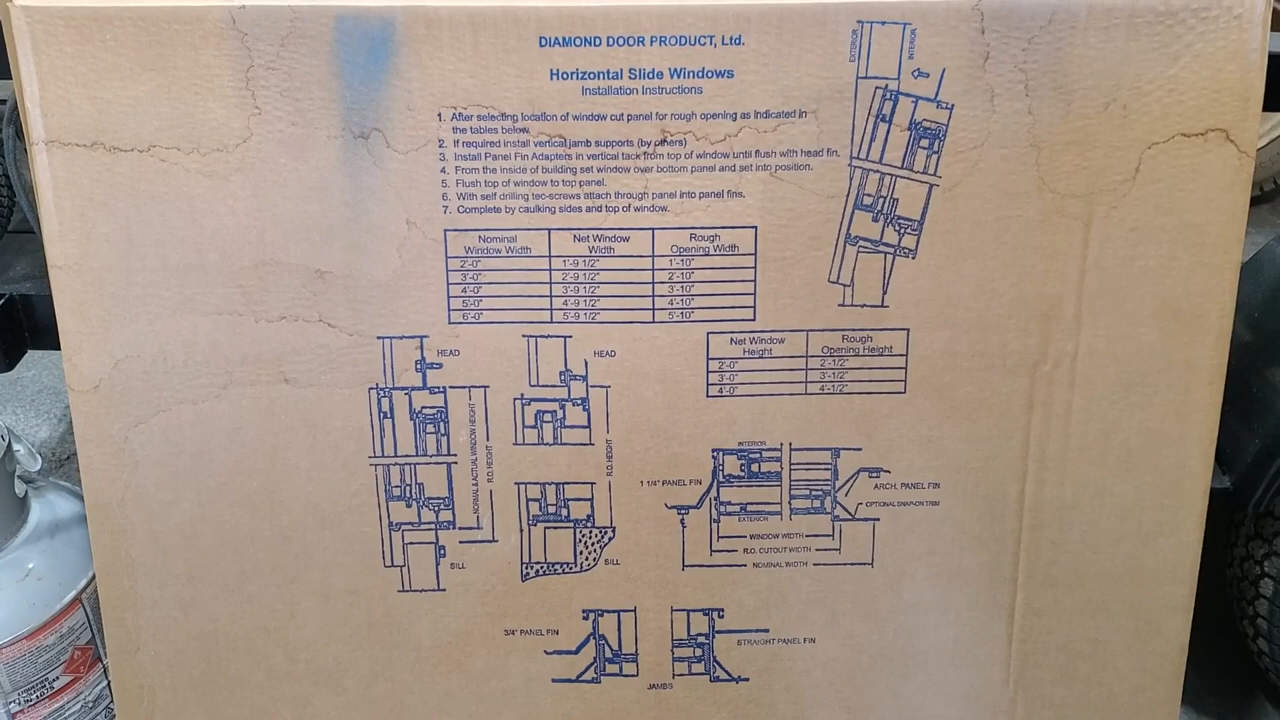 DIAMOND DOOR PRODUCT, Ltd.
Horizontal Slide Windows
Installation Instructions
1. After selecting location of window cut panel for rough opening as indicated in
the tables below.
2. If required install vertical jamb supports (by others)
3. Install Panel Fin Adapters in vertical tack from top of window until flush with head fin.
4. From the inside of building set window over bottom panel and set into position.
5. Flush top of window to top panel.
6. With self drilling tec-screws attach through panel into panel fins.
7. Complete by caulking sides and top of window.
EXTERIOR
INTERIOR
Nominal Window Width Net Window Width Rough Opening Width
2'-0" 1'-9 1/2" 1'-10"
3'-0" 2'-9 1/2" 2'-10"
4'-0" 3'-9 1/2" 3'-10"
5'-0" 4'-9 1/2" 4'-10"
6'-0" 5'-9 1/2" 5'-10"
Net Window Height Rough Opening Height
2'-0" 2'-1/2"
3'-0" 3'-1/2"
4'-0" 4'-1/2"
HEAD
NORMAL & ACTUAL WINDOW HEIGHT
R.O. HEIGHT
SILL
HEAD
R.O. HEIGHT
SILL
INTERIOR
1 1/4" PANEL FIN
ARCH. PANEL FIN
OPTIONAL SNAP-ON TRIM
EXTERIOR
WINDOW WIDTH
R.O. CUTOUT WIDTH
NOMINAL WIDTH
3/4" PANEL FIN
STRAIGHT PANEL FIN
JAMBS